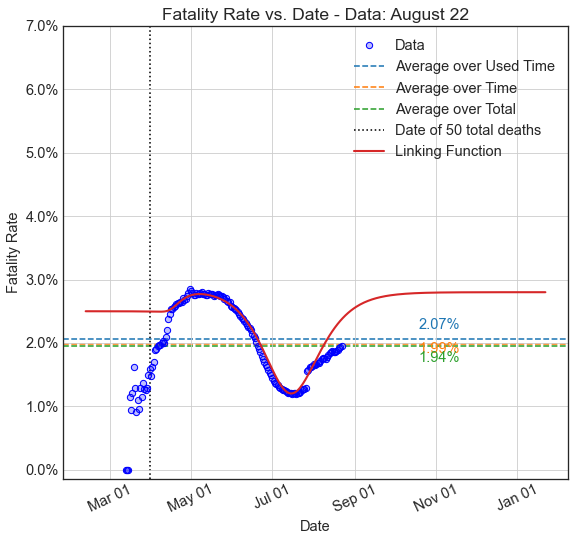 Fatality Rate vs. Date - Data: August 22
7.0%
6.0%
5.0%
4.0%
3.0%
2.0%
1.0%
0.0%
Fatality Rate
Data
Average over Used Time
Average over Time
Average over Total
Date of 50 total deaths
Linking Function
2.07%
1.99%
1.94%
Mar 01
May 01
Jul 01
Sep 01
Nov 01
Jan 01
Date